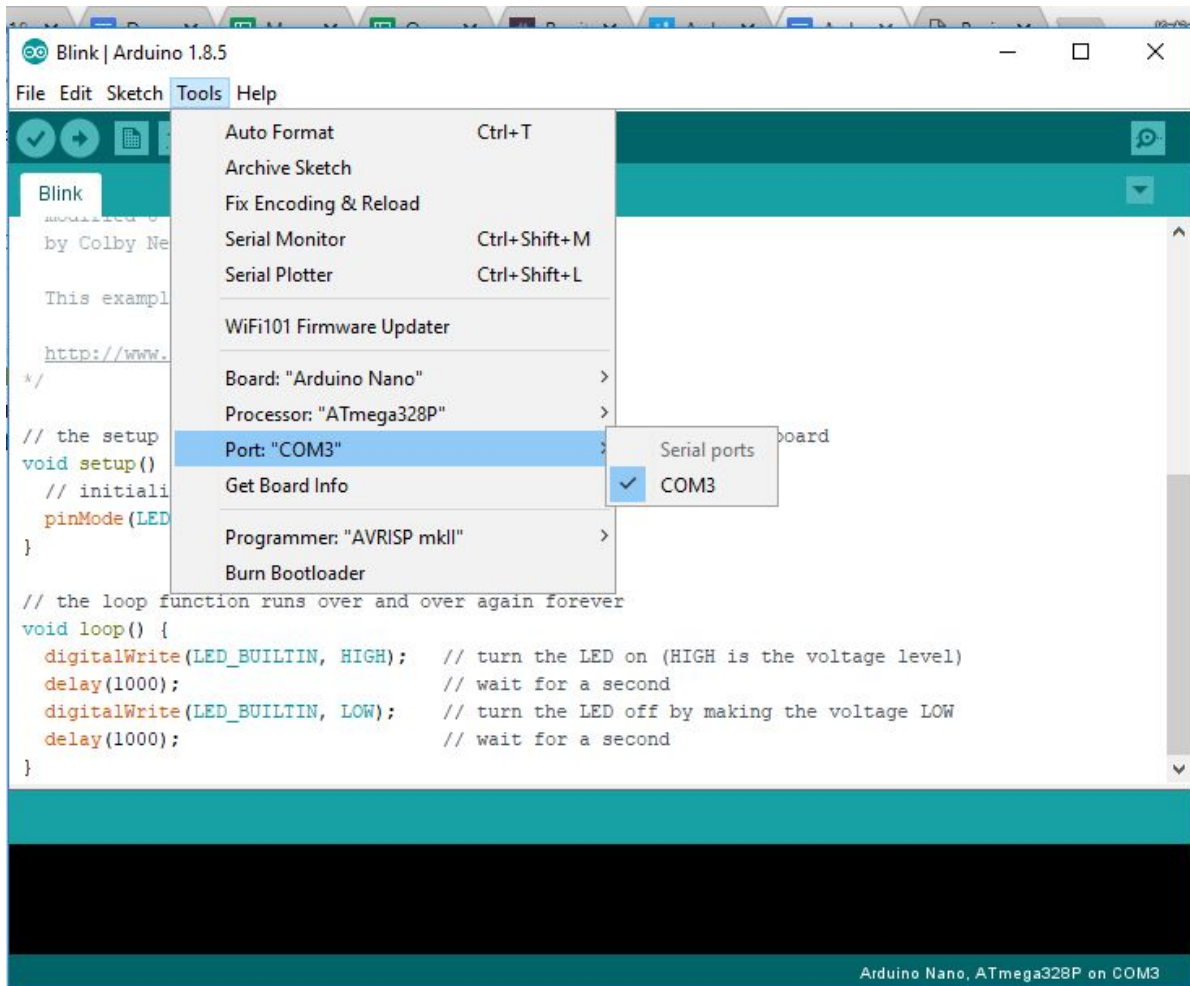 Blink | Arduino 1.8.5
File Edit Sketch Tools Help
Auto Format Ctrl+T
Archive Sketch
Fix Encoding & Reload
Serial Monitor Ctrl+Shift+M
Serial Plotter Ctrl+Shift+L
WiFi101 Firmware Updater
Board: "Arduino Nano"
Processor: "ATmega328P"
Port: "COM3"
Get Board Info
Programmer: "AVRISP mkII"
Burn Bootloader
Serial ports
COM3
Blink
by Colby Ne
This exampl
http://www.
*/
// the setup board
void setup()
// initiali
pinMode(LED
}
// the loop function runs over and over again forever
void loop() {
digitalWrite(LED_BUILTIN, HIGH); // turn the LED on (HIGH is the voltage level)
delay(1000); // wait for a second
digitalWrite(LED_BUILTIN, LOW); // turn the LED off by making the voltage LOW
delay(1000); // wait for a second
}
Arduino Nano, ATmega328P on COM3